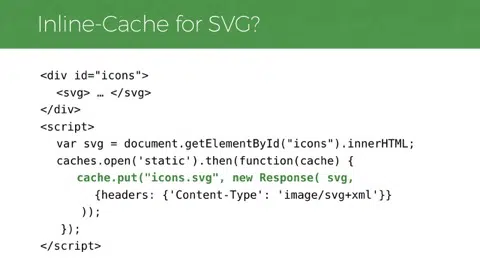 Inline-Cache for SVG?
<div id="icons">
<svg> … </svg>
</div>
<script>
var svg = document.getElementById("icons").innerHTML;
caches.open('static').then(function(cache) {
cache.put("icons.svg", new Response( svg,
{headers: {'Content-Type': 'image/svg+xml'}}
));
});
</script>